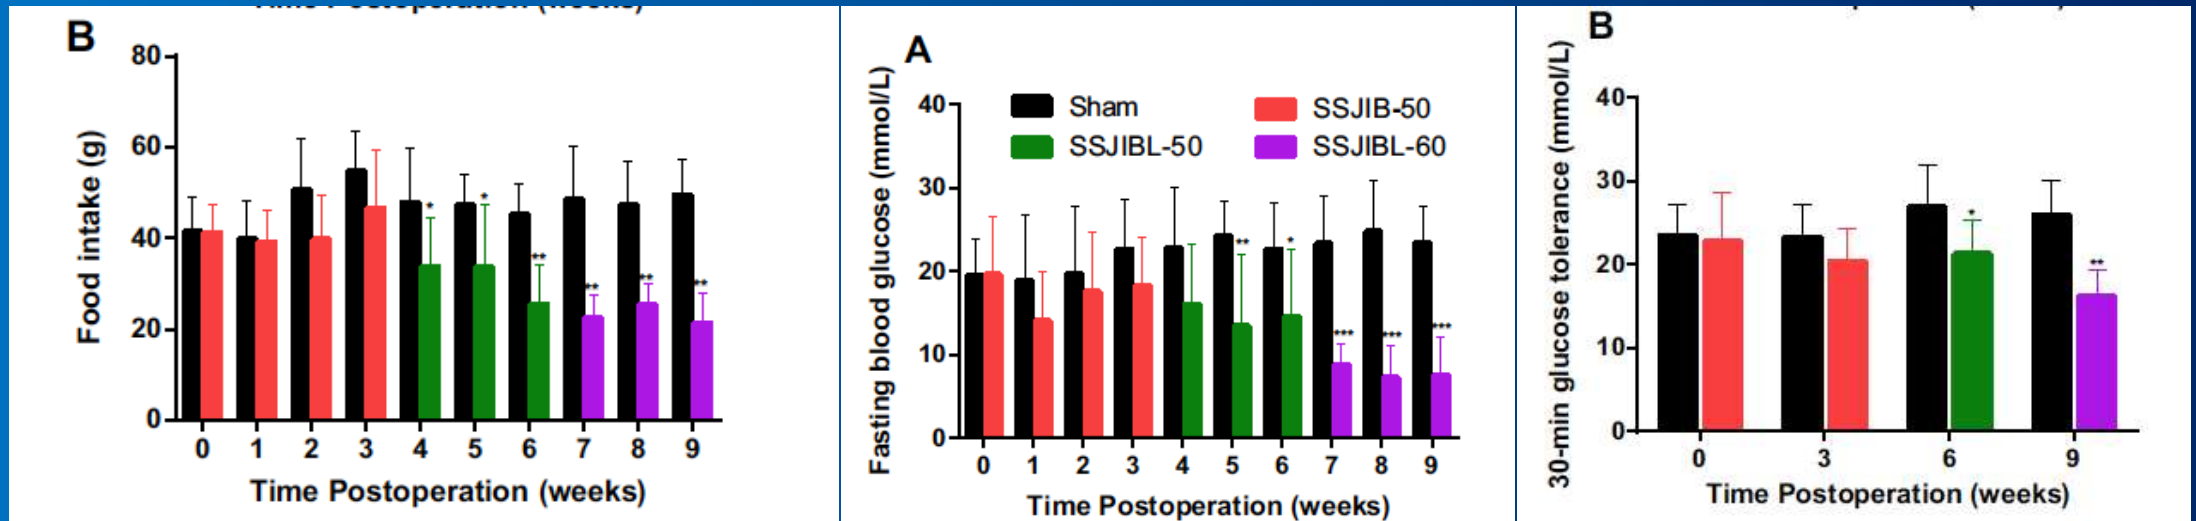 Time Postoperation (weeks)
B
80
60
40
20
0
Food intake (g)
*
*
**
**
**
**
0 1 2 3 4 5 6 7 8 9
Time Postoperation (weeks)
A
Sham
SSJIB-50
SSJIBL-50
SSJIBL-60
40
30
20
10
0
Fasting blood glucose (mmol/L)
**
*
***
***
***
0 1 2 3 4 5 6 7 8 9
Time Postoperation (weeks)
B
40
30
20
10
0
30-min glucose tolerance (mmol/L)
*
**
0 3 6 9
Time Postoperation (weeks)